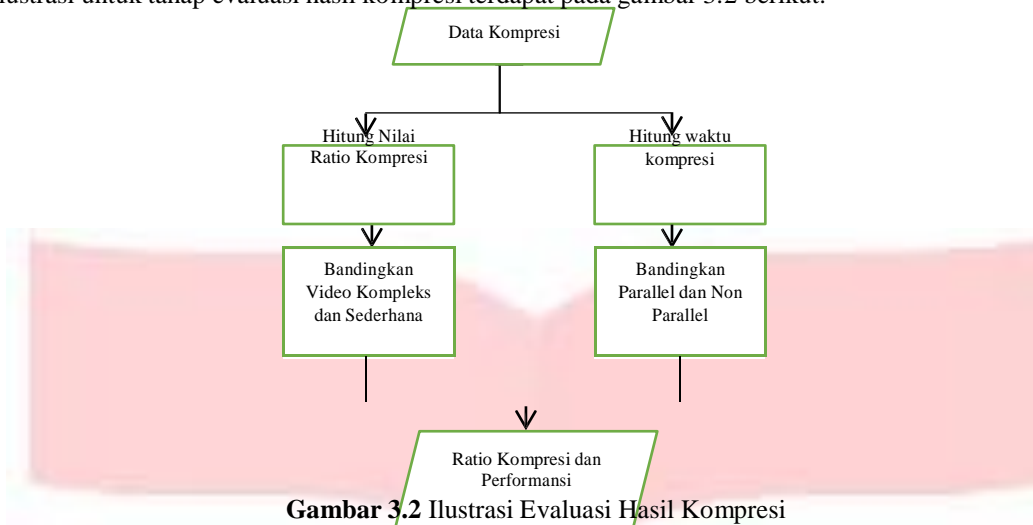 ilustrasi untuk tahap evaluasi hasil kompresi terdapat pada gambar 3.2 berikut:
Data Kompresi
Hitung Nilai
Ratio Kompresi
Hitung waktu
kompresi
Bandingkan
Video Kompleks
dan Sederhana
Bandingkan
Parallel dan Non
Parallel
Ratio Kompresi dan
Performansi
Gambar 3.2 Ilustrasi Evaluasi Hasil Kompresi